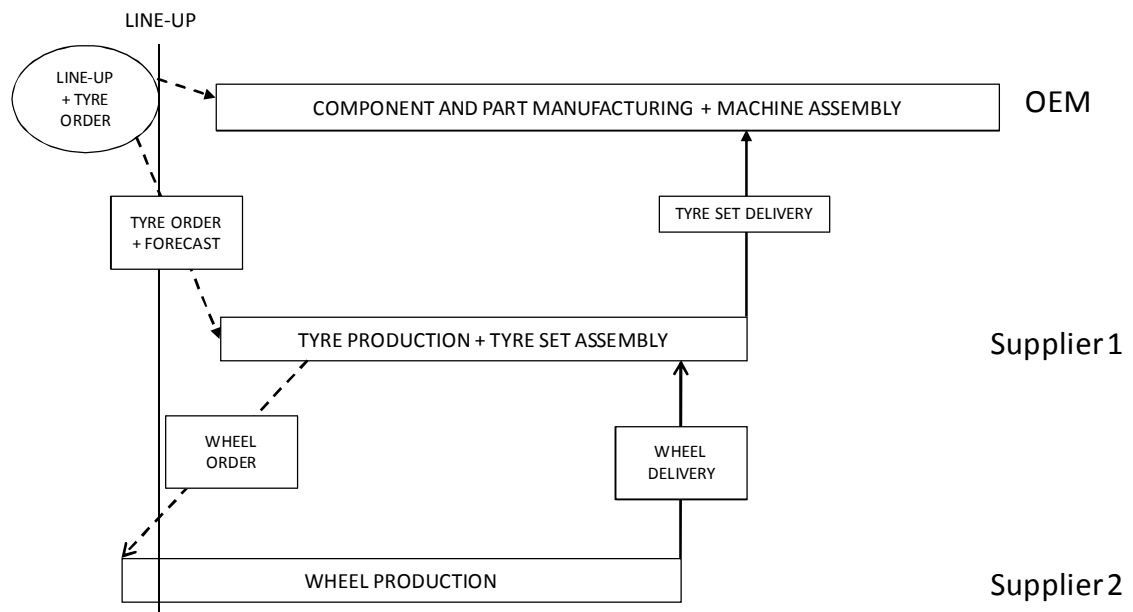 LINE-UP
LINE-UP
+ TYRE
ORDER
COMPONENT AND PART MANUFACTURING + MACHINE ASSEMBLY
OEM
TYRE ORDER
+ FORECAST
TYRE SET DELIVERY
TYRE PRODUCTION + TYRE SET ASSEMBLY
Supplier 1
WHEEL
ORDER
WHEEL
DELIVERY
WHEEL PRODUCTION
Supplier 2